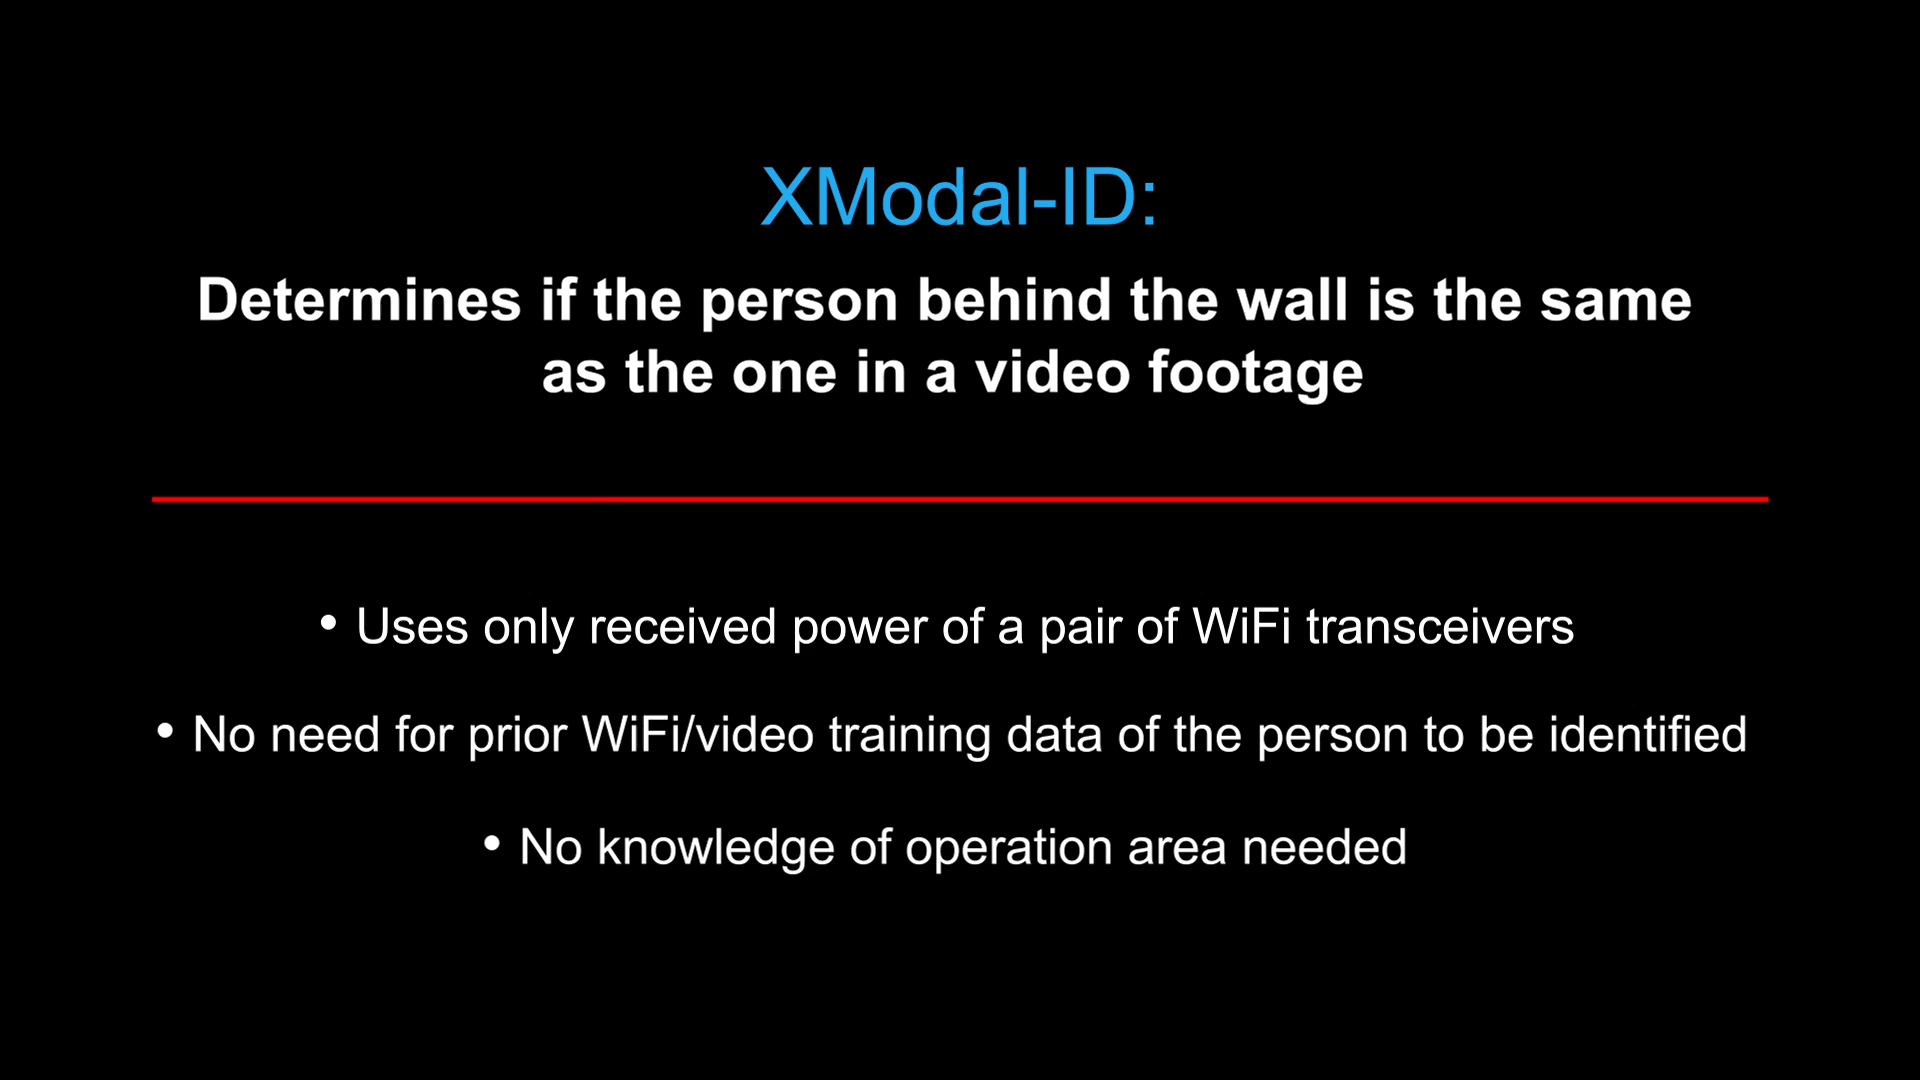 XModal-ID:
Determines if the person behind the wall is the same
as the one in a video footage
• Uses only received power of a pair of WiFi transceivers
• No need for prior WiFi/video training data of the person to be identified
• No knowledge of operation area needed